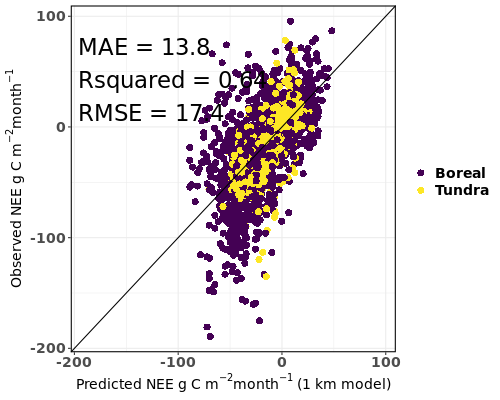 100
0
-100
-200
Observed NEE g C m⁻²month⁻¹
MAE = 13.8
Rsquared = 0.64
RMSE = 17.4
Boreal
Tundra
-200 -100 0 100
Predicted NEE g C m⁻²month⁻¹ (1 km model)